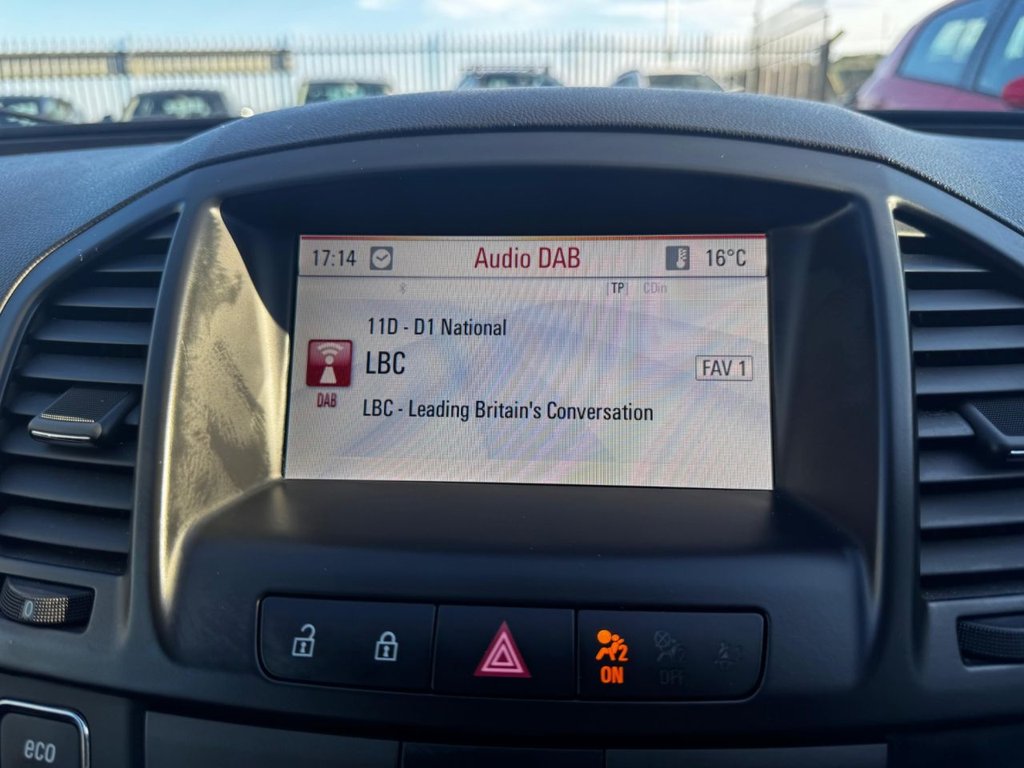 17:14 Audio DAB 16°C
[TP] CDin
11D - D1 National
LBC FAV 1
DAB
LBC - Leading Britain's Conversation
2
ON OFF
0
eco